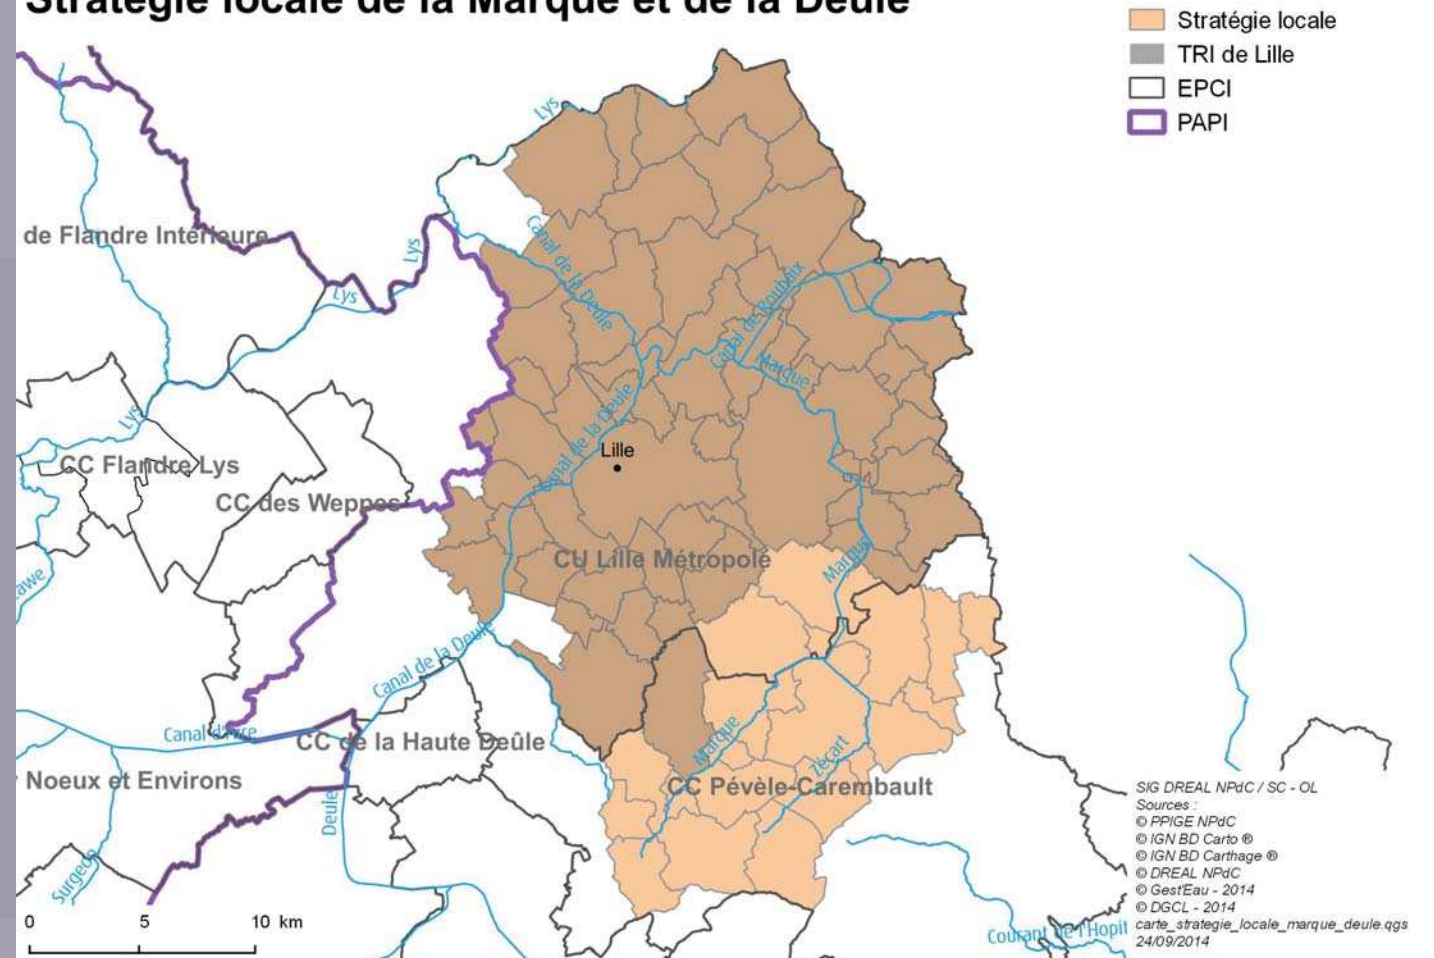 Stratégie locale de la Marque et de la Deûle
Stratégie locale
TRI de Lille
EPCI
PAPI
Lys
de Flandre Intérieure
Lys
Canal de la Deûle
Lys
Canal de Roubaix
Marque
Lys
Canal de la Deûle
Lille
CC Flandre Lys
CC des Weppes
CU Lille Métropole
Marque
awe
Canal de la Deule
Canal d'Aire
CC de la Haute Deûle
Marque
Zécart
Noeux et Environs
CC Pévèle-Carembault
Deule
Surgeon
0 5 10 km
Courant de l'Hopit
SIG DREAL NPdC / SC - OL
Sources :
© PPIGE NPdC
© IGN BD Carto ®
© IGN BD Carthage ®
© DREAL NPdC
© Gest'Eau - 2014
© DGCL - 2014
carte_strategie_locale_marque_deule.qgs
24/09/2014